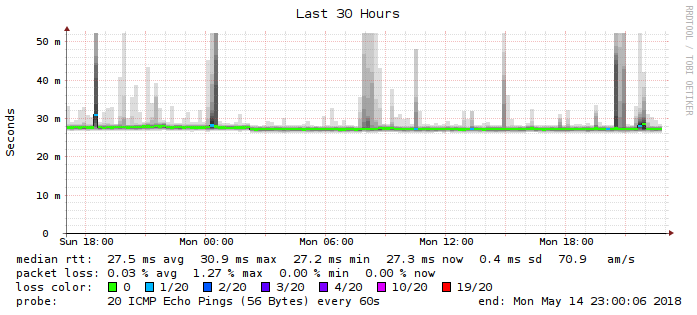 Last 30 Hours
RRDTOOL / TOBI OETIKER
Seconds
50 m
40 m
30 m
20 m
10 m
0
Sun 18:00 Mon 00:00 Mon 06:00 Mon 12:00 Mon 18:00
median rtt: 27.5 ms avg 30.9 ms max 27.2 ms min 27.3 ms now 0.4 ms sd 70.9 am/s
packet loss: 0.03 % avg 1.27 % max 0.00 % min 0.00 % now
loss color: 0 1/20 2/20 3/20 4/20 10/20 19/20
probe: 20 ICMP Echo Pings (56 Bytes) every 60s end: Mon May 14 23:00:06 2018